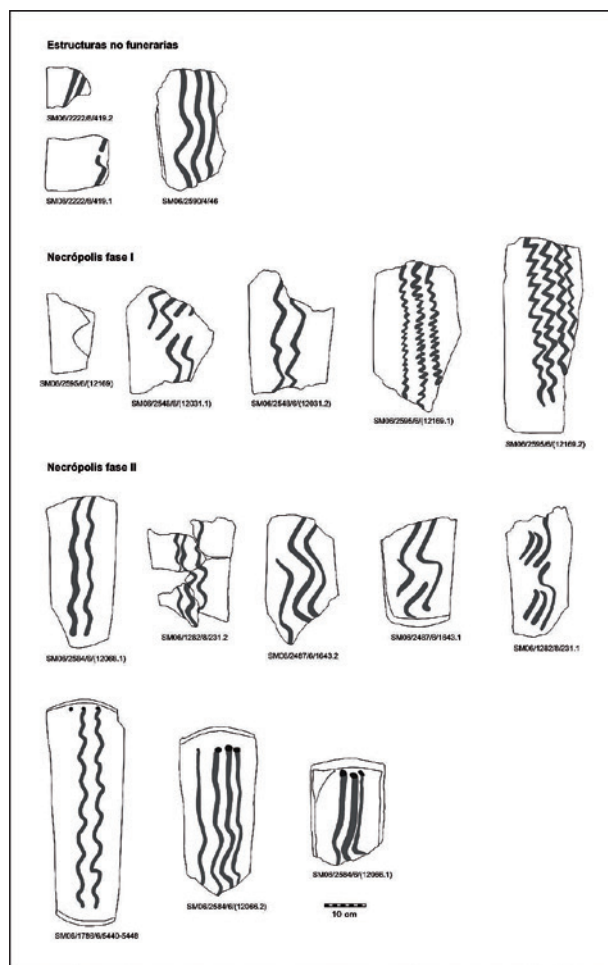 Estructuras no funerarias
SM06/2222/6/419.2
SM06/2222/6/419.1
SM06/2590/4/46
Necrópolis fase I
SM06/2595/6/(12169)
SM06/2548/6/(12031.1)
SM06/2548/6/(12031.2)
SM06/2595/6/(12169.1)
SM06/2595/6/(12169.2)
Necrópolis fase II
SM06/2584/6/(12066.1)
SM06/1282/8/231.2
SM06/2487/6/1643.2
SM06/2487/6/1643.1
SM06/1282/8/231.1
SM06/1786/6/5440-5446
SM06/2584/6/(12066.2)
SM06/2584/6/(12066.1)
10 cm